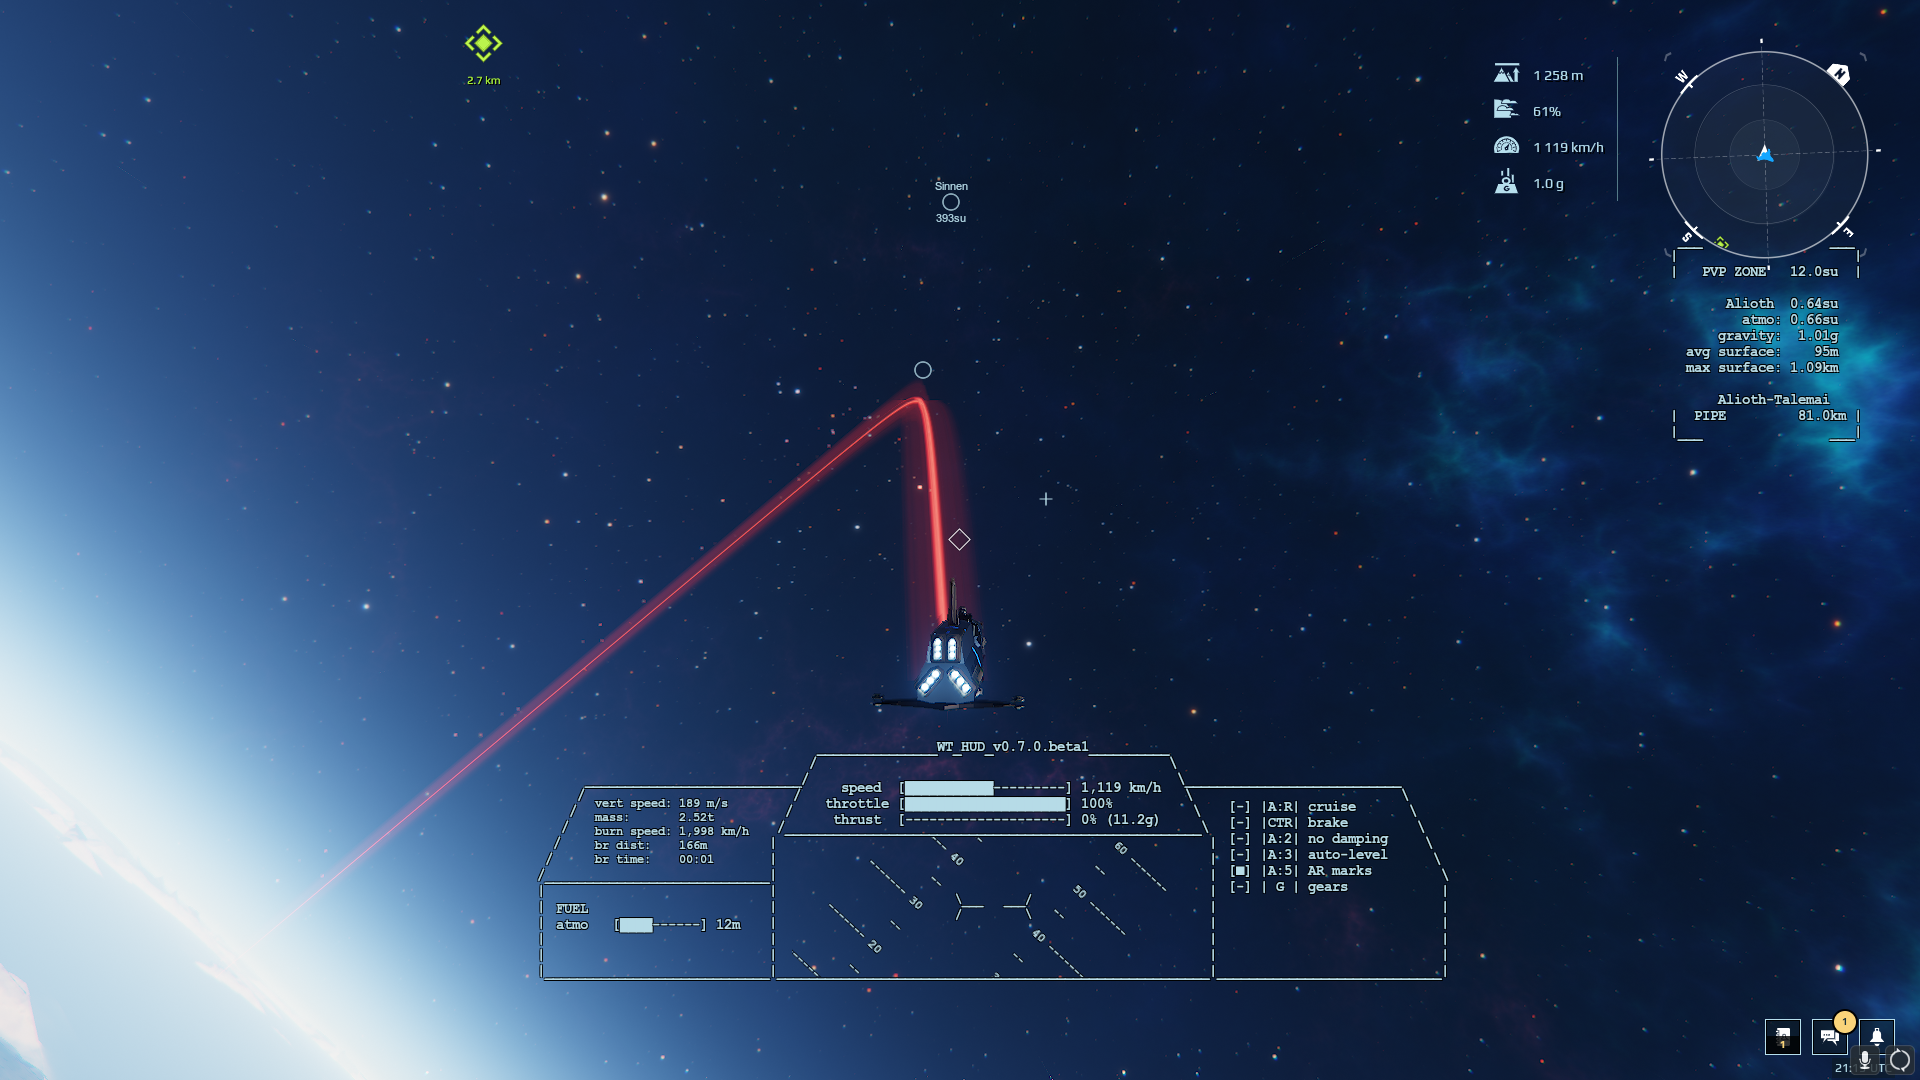 2.7 km
Sinnen
393su
1 258 m
61%
1 119 km/h
G
1.0 g
W
N
S
E
PVP ZONE 12.0su
Alioth 0.64su
atmo: 0.66su
gravity: 1.01g
avg surface: 95m
max surface: 1.09km
Alioth-Talemai
PIPE 81.0km
WT_HUD_v0.7.0.beta1
speed [ ------] 1,119 km/h
throttle [ ] 100%
thrust [--------------------] 0% (11.2g)
vert speed: 189 m/s
mass: 2.52t
burn speed: 1,998 km/h
br dist: 166m
br time: 00:01
FUEL
atmo [ ------] 12m
40
30
20
60
50
40
[-] |A:R| cruise
[-] |CTR| brake
[-] |A:2| no damping
[-] |A:3| auto-level
[■] |A:5| AR marks
[-] | G | gears
1
1